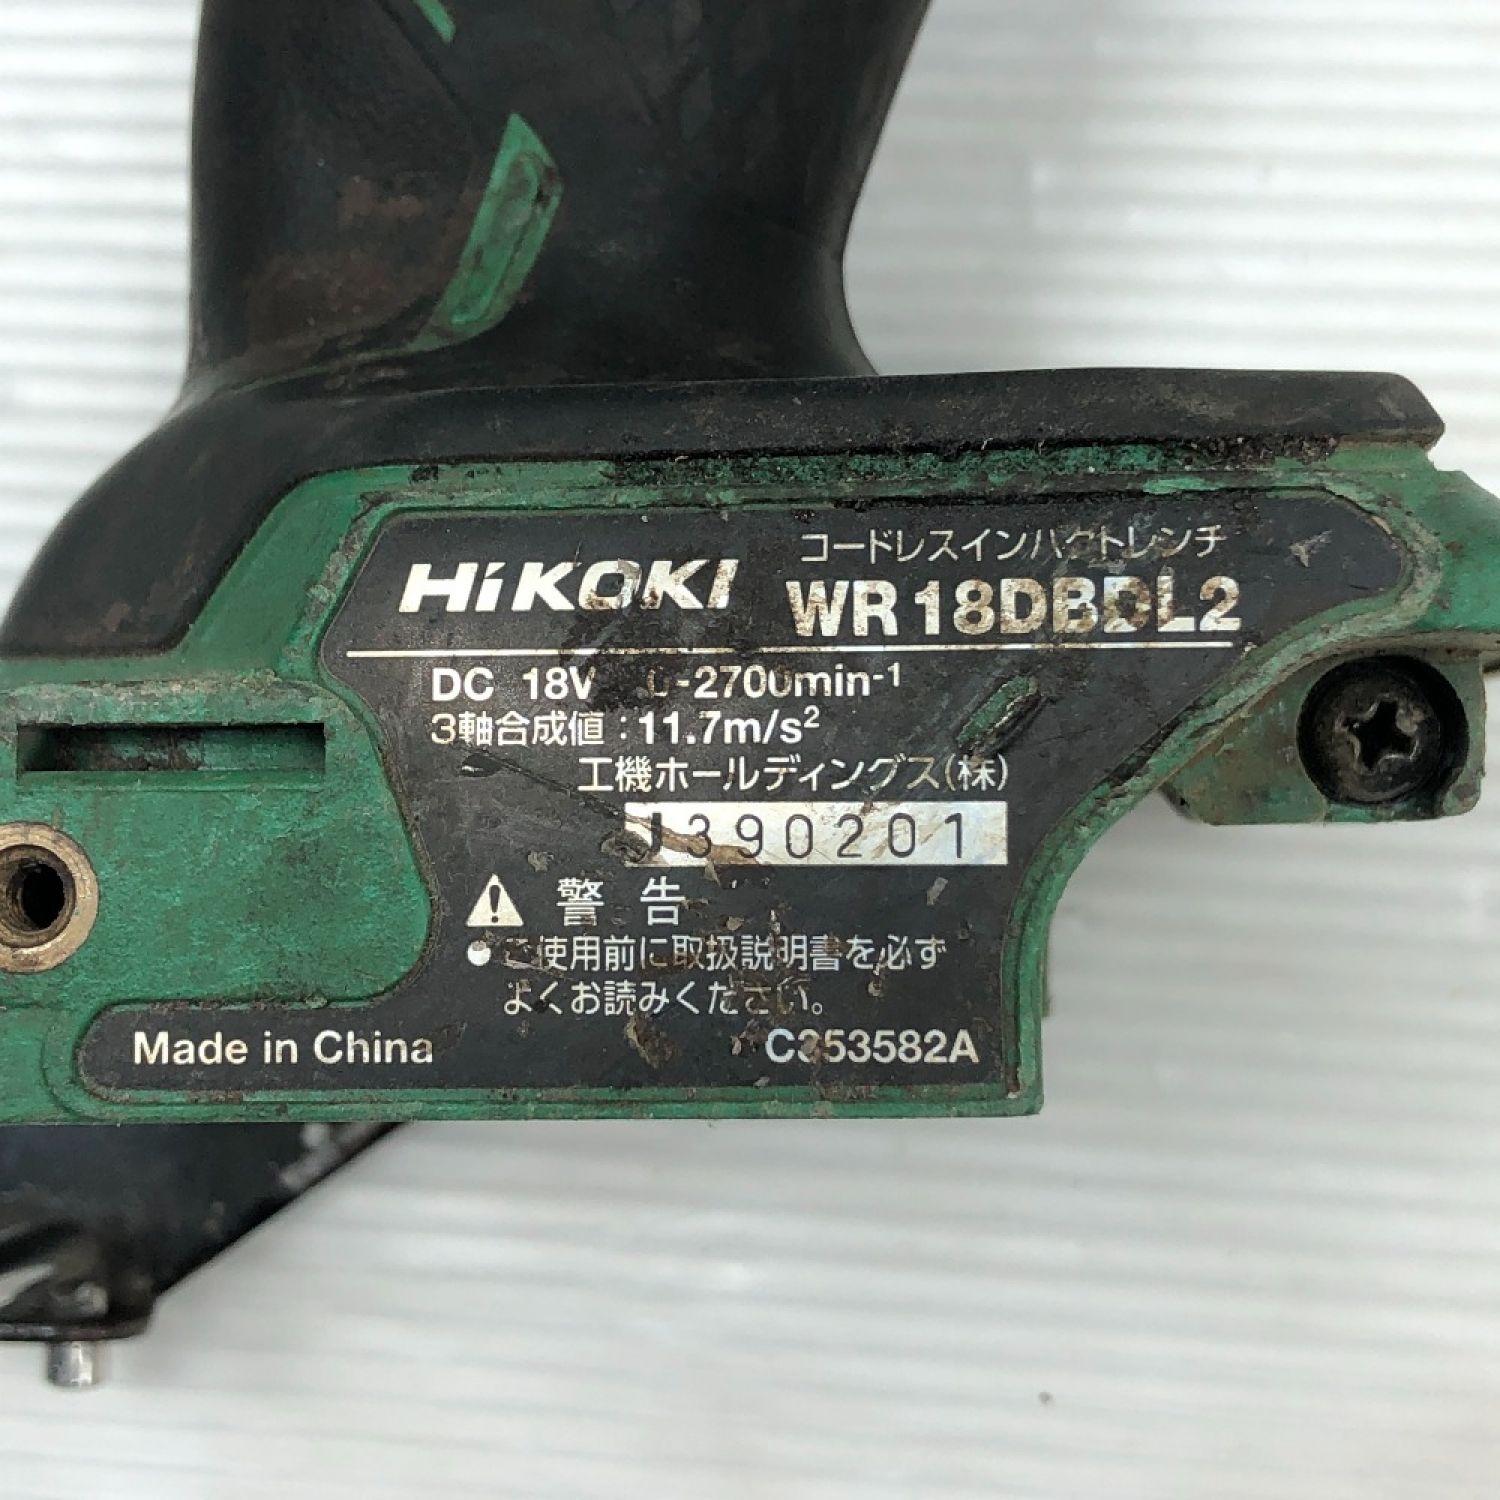 コードレスインパクトレンチ
HiKOKI WR18DBDL2
DC 18V 0-2700min-1
3軸合成値:11.7m/s2
工機ホールディングス(株)
J390201
警告
●ご使用前に取扱説明書を必ず
よくお読みください。
Made in China C353582A